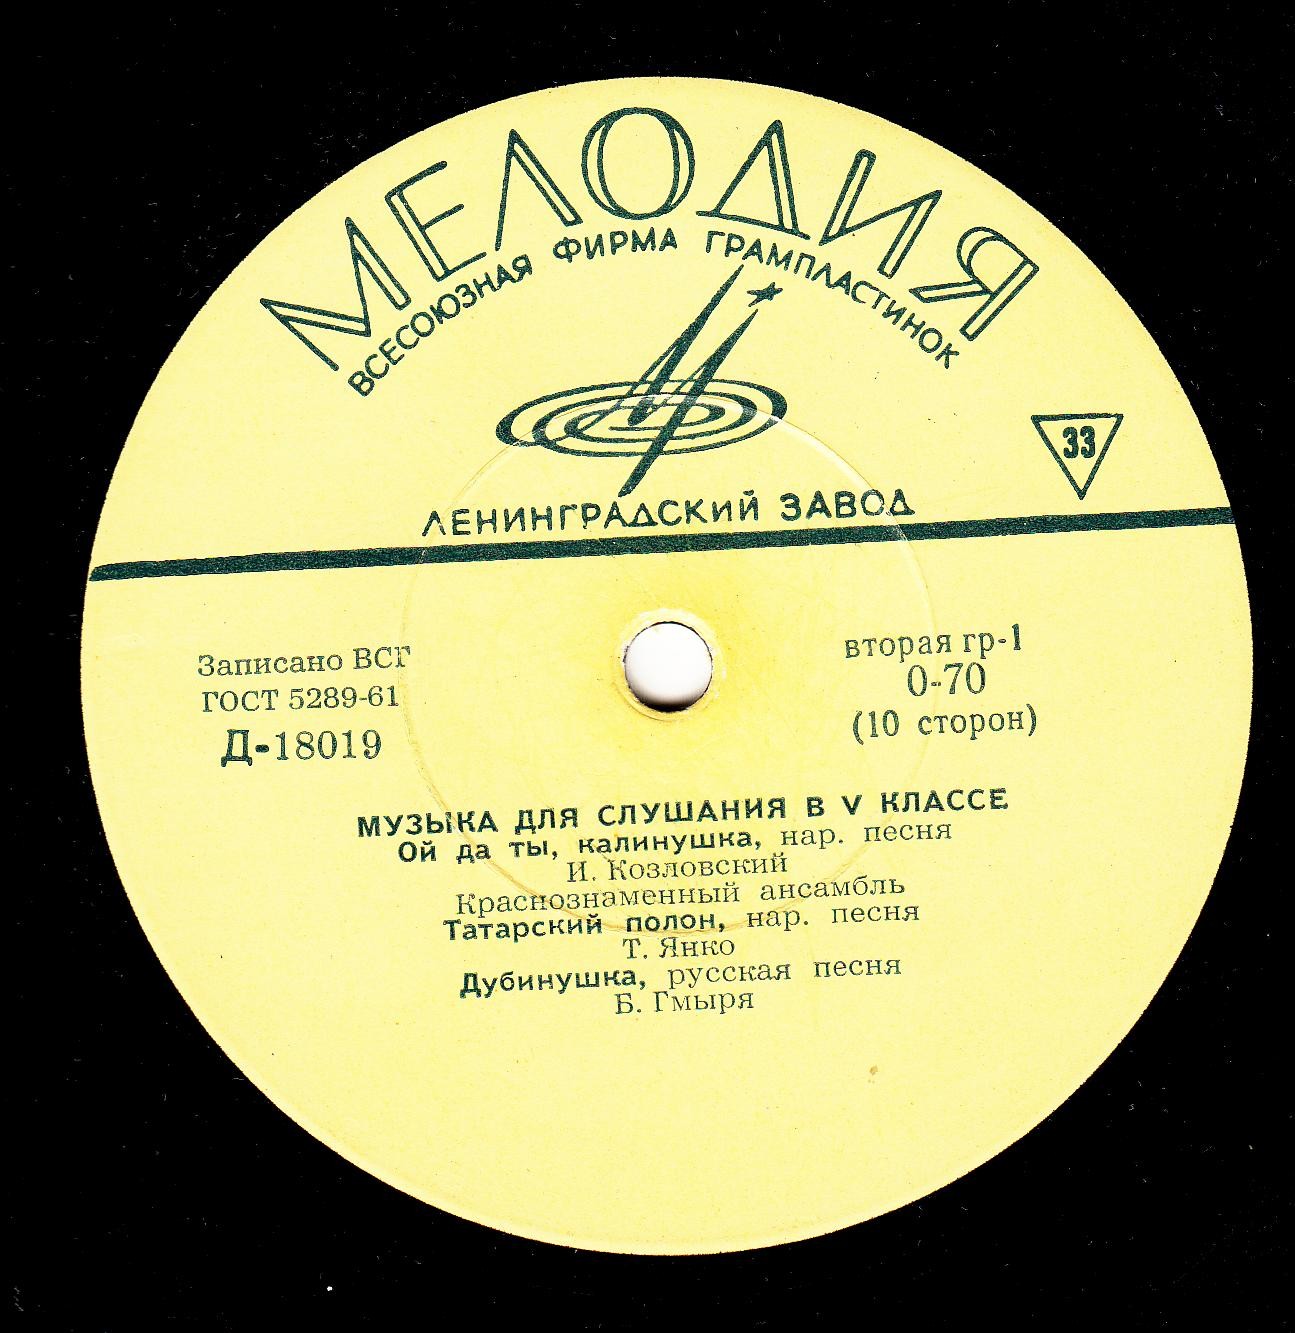 МЕЛОДИЯ
ВСЕСОЮЗНАЯ ФИРМА ГРАМПЛАСТИНОК
33
ЛЕНИНГРАДСКИЙ ЗАВОД
Записано ВСГ
ГОСТ 5289-61
Д-18019
вторая гр-1
0-70
(10 сторон)
МУЗЫКА ДЛЯ СЛУШАНИЯ В V КЛАССЕ
Ой да ты, калинушка, нар. песня
И. Козловский
Краснознаменный ансамбль
Татарский полон, нар. песня
Т. Янко
Дубинушка, русская песня
Б. Гмыря